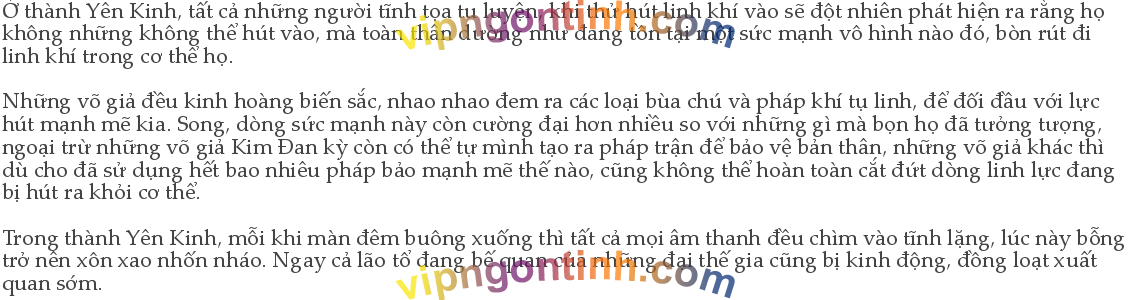 Ở thành Yên Kinh, tất cả những người tĩnh tọa tu luyện, khi thử hút linh khí vào sẽ đột nhiên phát hiện ra rằng họ
không những không thể hút vào, mà toàn thân dường như đang tồn tại một sức mạnh vô hình nào đó, bòn rút đi
linh khí trong cơ thể họ.
Những võ giả đều kinh hoàng biến sắc, nhao nhao đem ra các loại bùa chú và pháp khí tụ linh, để đối đầu với lực
hút mạnh mẽ kia. Song, dòng sức mạnh này còn cường đại hơn nhiều so với những gì mà bọn họ đã tưởng tượng,
ngoại trừ những võ giả Kim Đan kỳ còn có thể tự mình tạo ra pháp trận để bảo vệ bản thân, những võ giả khác thì
dù cho đã sử dụng hết bao nhiêu pháp bảo mạnh mẽ thế nào, cũng không thể hoàn toàn cắt đứt dòng linh lực đang
bị hút ra khỏi cơ thể.
Trong thành Yên Kinh, mỗi khi màn đêm buông xuống thì tất cả mọi âm thanh đều chìm vào tĩnh lặng, lúc này bỗng
trở nên xôn xao nhốn nháo. Ngay cả lão tổ đang bế quan của những đại thế gia cũng bị kinh động, đồng loạt xuất
quan sớm.
vipngontinh.com
vipngontinh.com